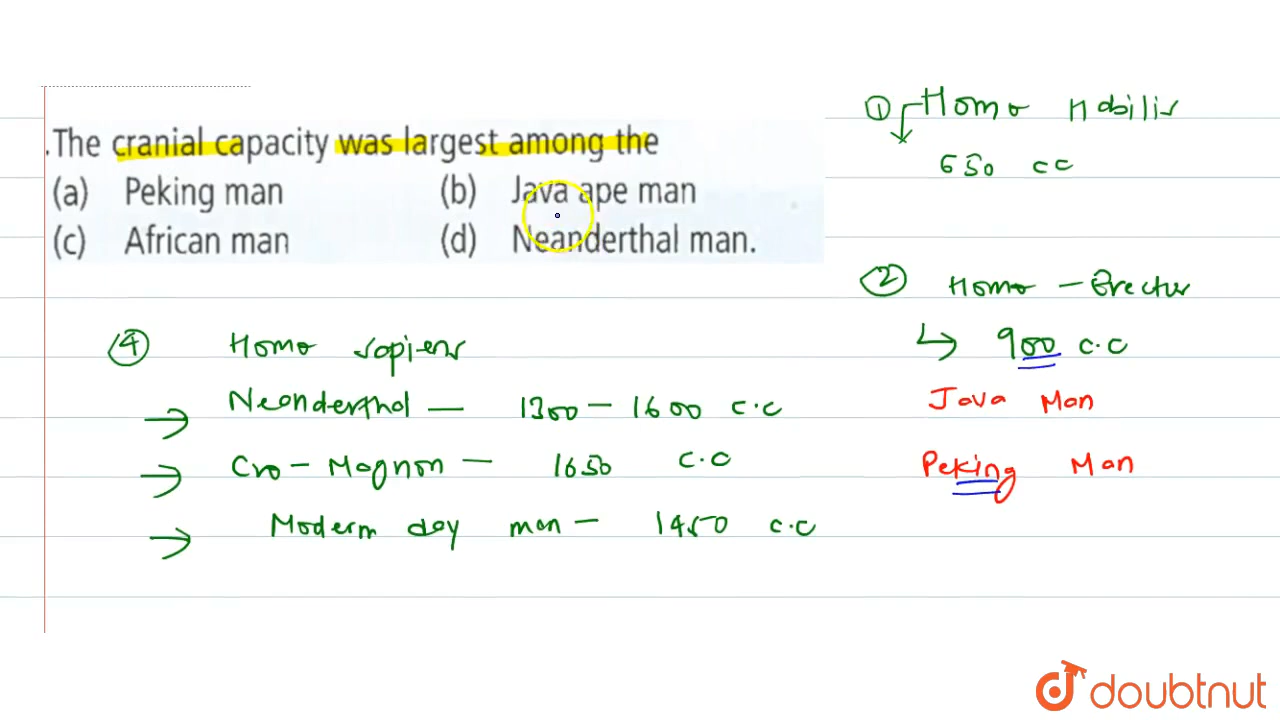 .The cranial capacity was largest among the
(a) Peking man (b) Java ape man
(c) African man (d) Neanderthal man.
① Homo Habilis
650 cc
② Homo - Erectus
↳ 900 c.c
Java Man
Peking Man
④ Homo sapiens
→ Neanderthal — 1300 - 1600 c.c
→ Cro - Magnon — 1650 c.c
→ Modern day man — 1450 c.c
doubtnut